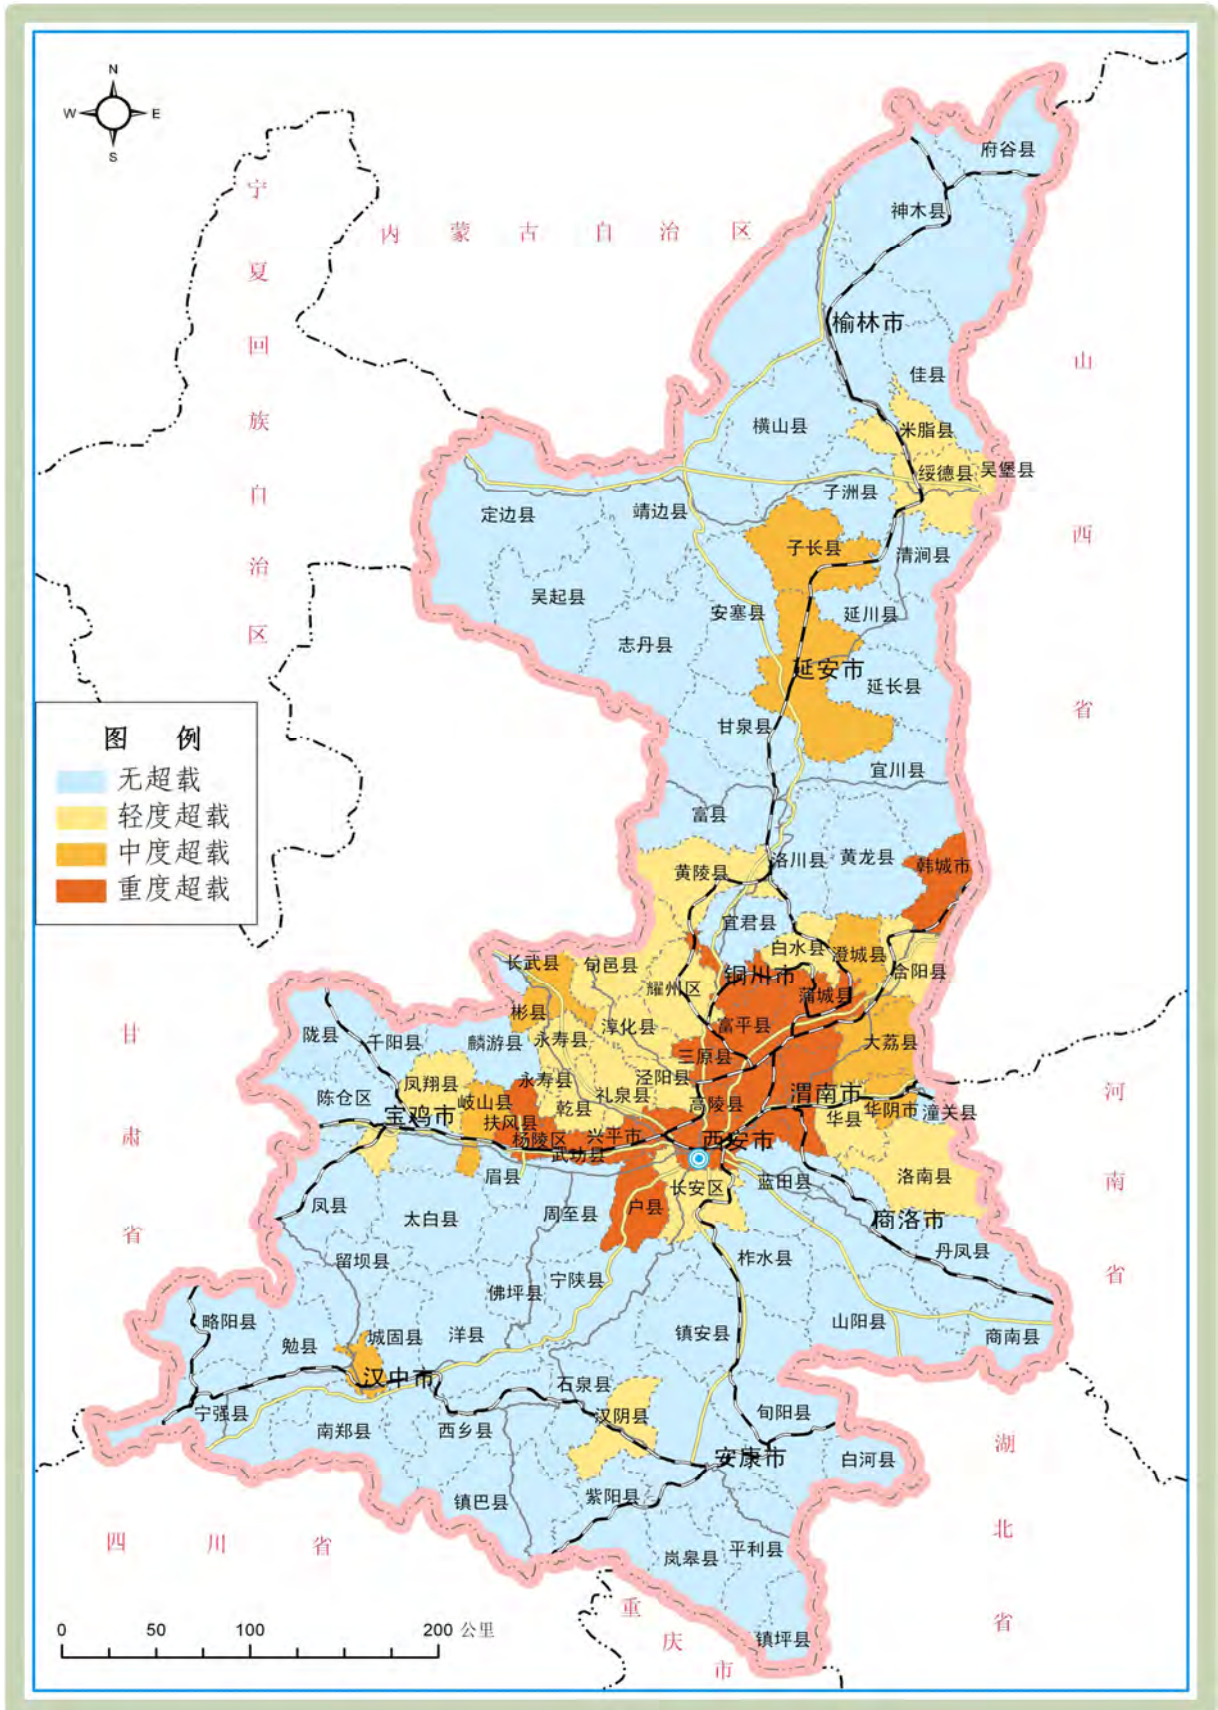 N
W
E
S
宁夏回族自治区
内蒙古自治区
山西省
河南省
湖北省
重庆市
四川省
甘肃省
府谷县
神木县
榆林市
佳县
横山县
米脂县
绥德县
吴堡县
子洲县
定边县
靖边县
子长县
清涧县
吴起县
安塞县
延川县
志丹县
延安市
延长县
甘泉县
宜川县
图例
无超载
轻度超载
中度超载
重度超载
富县
洛川县
黄龙县
韩城市
黄陵县
宜君县
白水县
澄城县
合阳县
长武县
旬邑县
耀州区
铜川市
蒲城县
彬县
陇县
千阳县
麟游县
永寿县
淳化县
富平县
大荔县
三原县
凤翔县
永寿县
泾阳县
陈仓区
岐山县
乾县
礼泉县
高陵县
渭南市
华县
华阴市
潼关县
宝鸡市
扶风县
杨陵区
武功县
兴平市
西安市
眉县
长安区
蓝田县
洛南县
凤县
太白县
周至县
户县
商洛市
丹凤县
留坝县
佛坪县
宁陕县
柞水县
略阳县
勉县
城固县
洋县
镇安县
山阳县
商南县
汉中市
石泉县
汉阴县
旬阳县
宁强县
南郑县
西乡县
安康市
白河县
镇巴县
紫阳县
岚皋县
平利县
镇坪县
0 50 100 200 公里